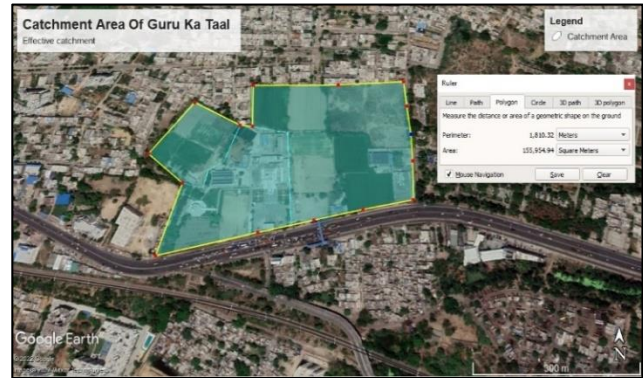 Catchment Area Of Guru Ka Taal
Effective catchment
Legend
Catchment Area
Ruler
Line Path Polygon Circle 3D path 3D polygon
Measure the distance or area of a geometric shape on the ground
Perimeter: 1,810.32 Meters
Area: 155,954.94 Square Meters
Mouse Navigation Save Clear
Google Earth
N
300 m